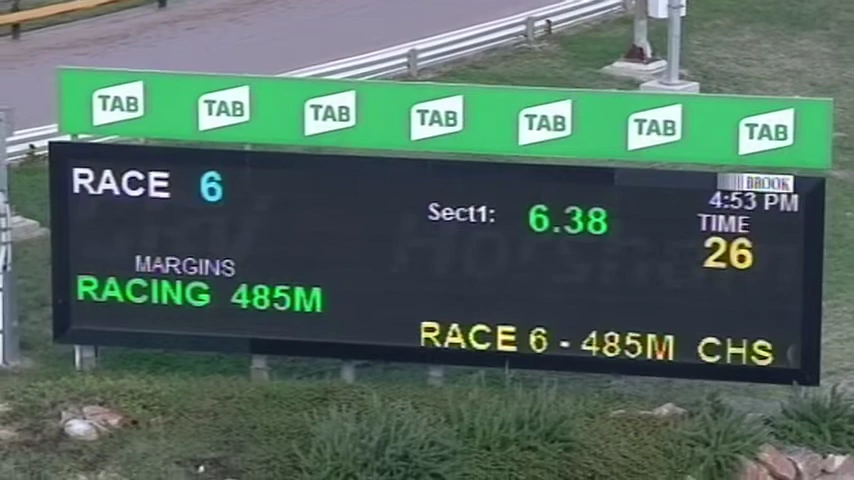 TAB TAB TAB TAB TAB TAB TAB
BROOK
RACE 6
4:53 PM
Sect1: 6.38
TIME
26
MARGINS
RACING 485M
RACE 6 - 485M CHS